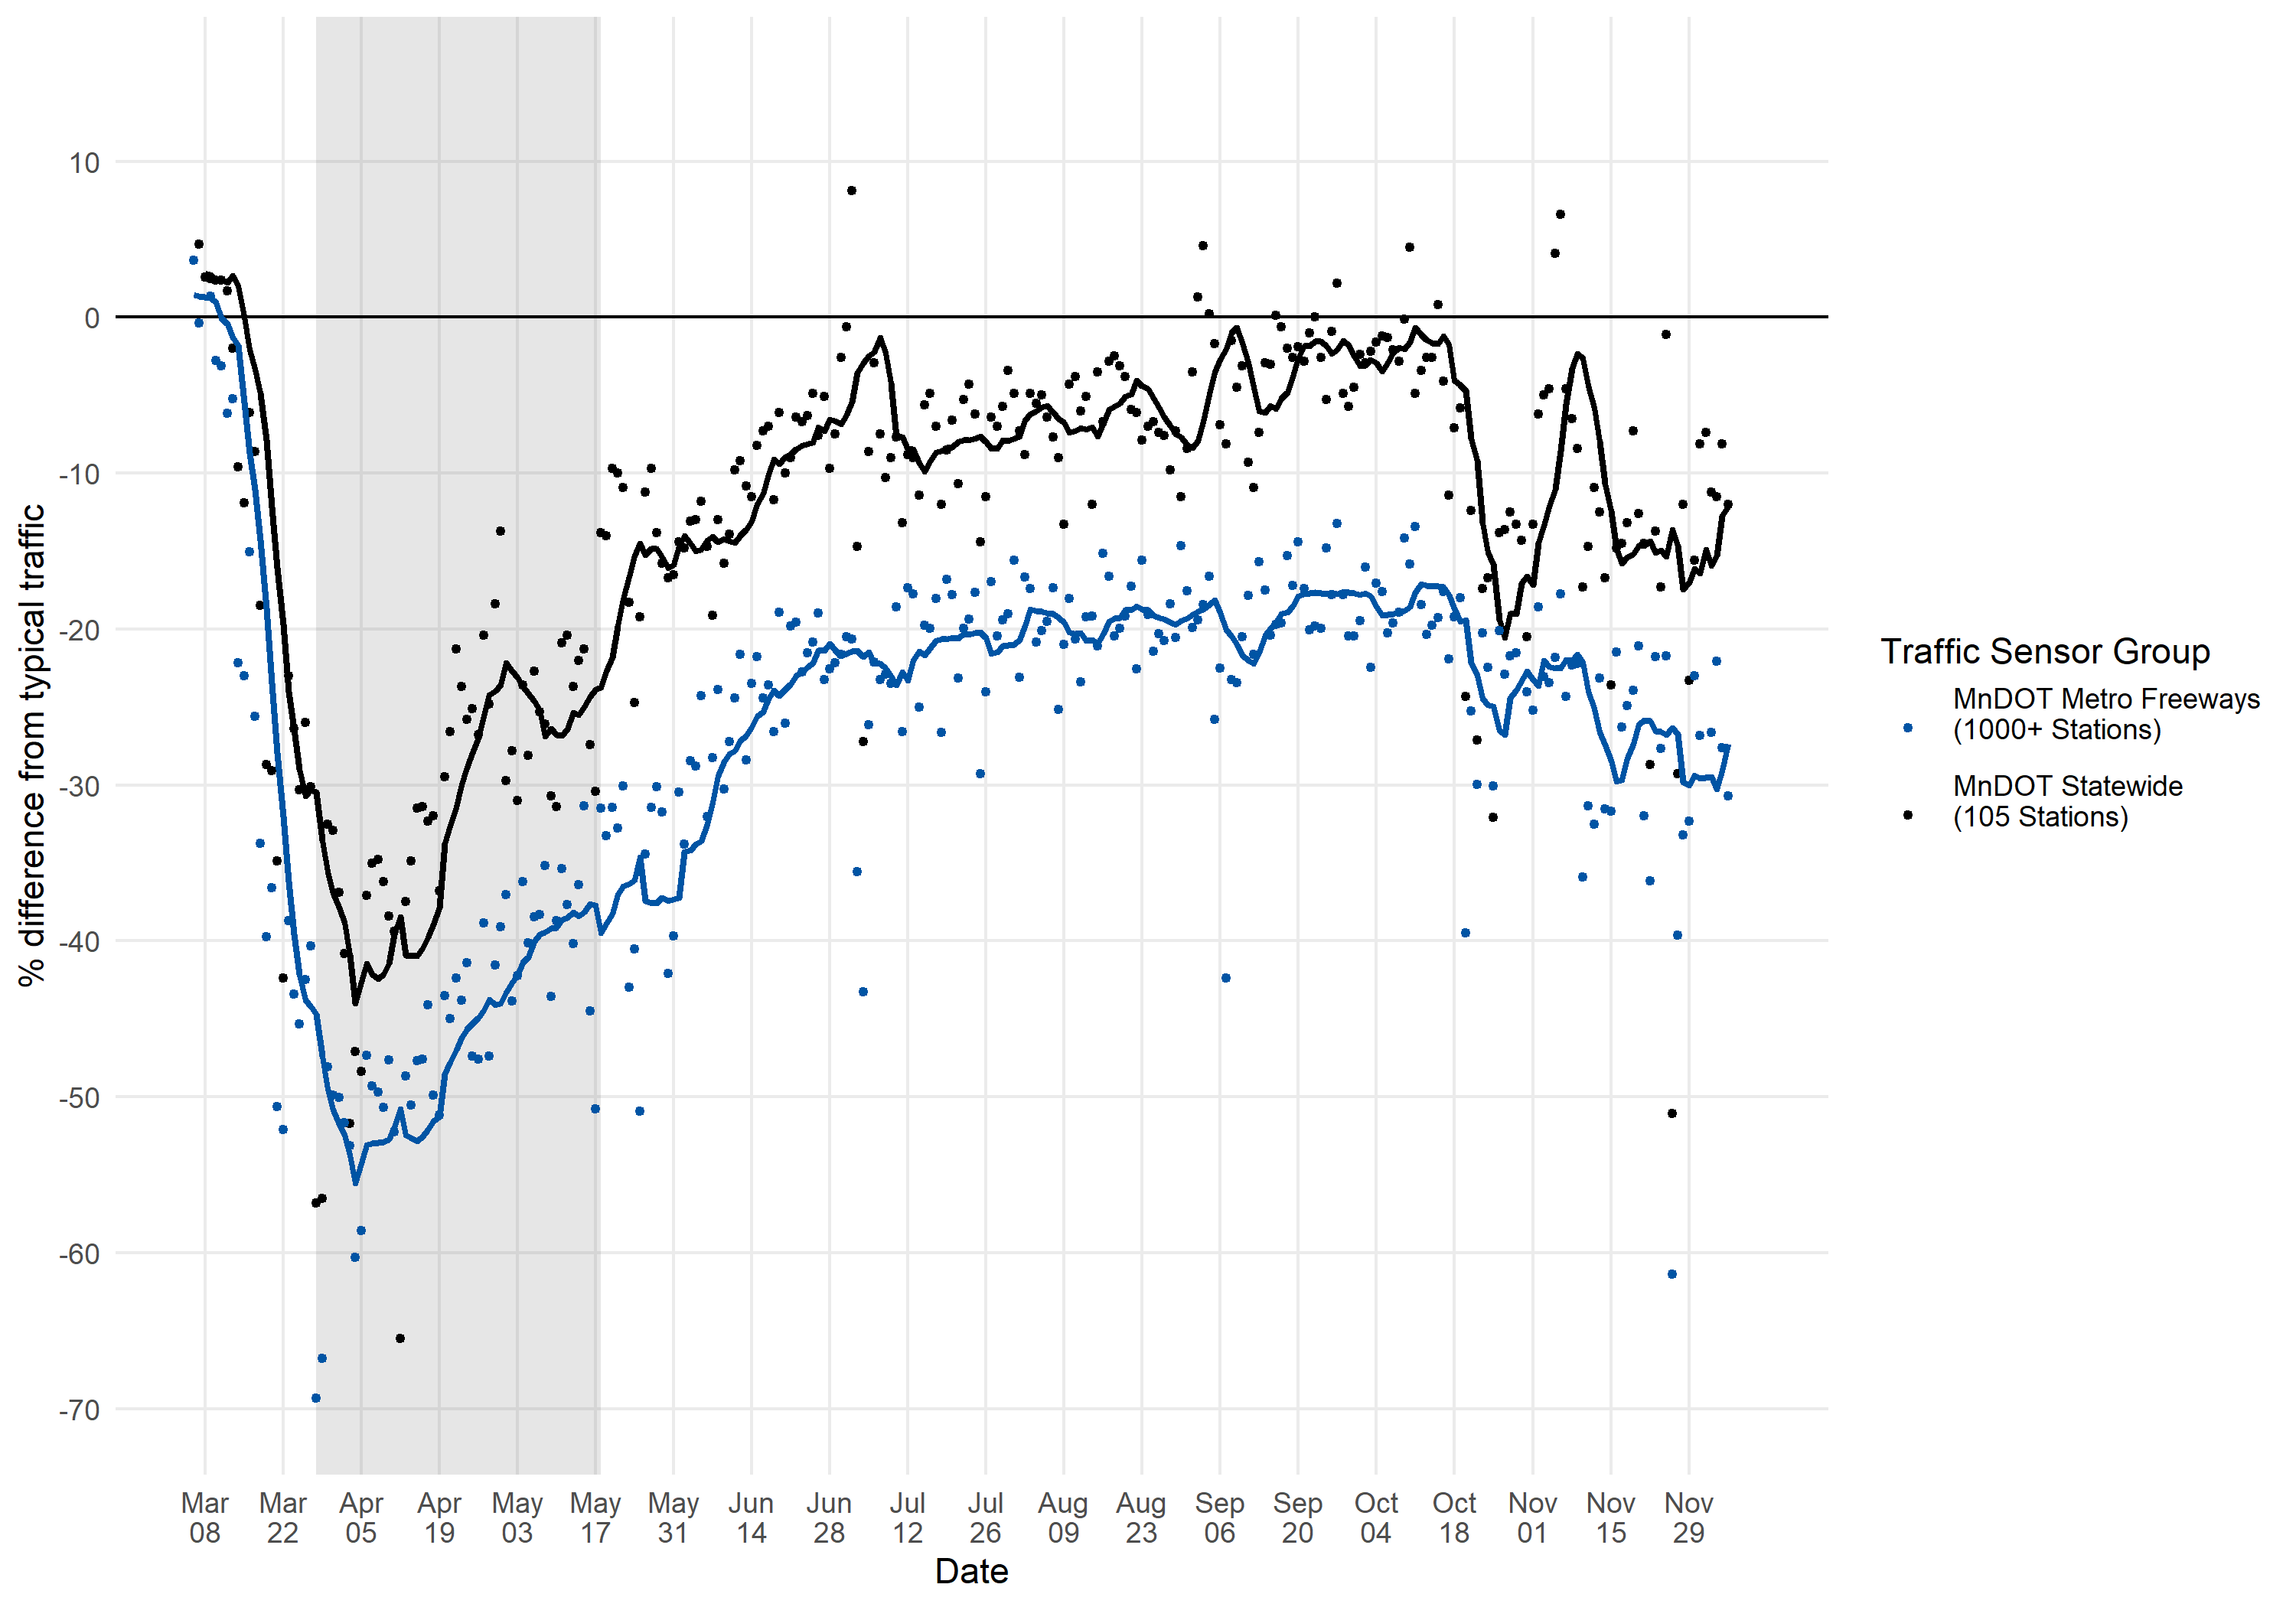 10
0
-10
-20
-30
-40
-50
-60
-70
% difference from typical traffic
Mar Mar Apr Apr May May May Jun Jun Jul Jul Aug Aug Sep Sep Oct Oct Nov Nov Nov
08 22 05 19 03 17 31 14 28 12 26 09 23 06 20 04 18 01 15 29
Date
Traffic Sensor Group
MnDOT Metro Freeways
(1000+ Stations)
MnDOT Statewide
(105 Stations)